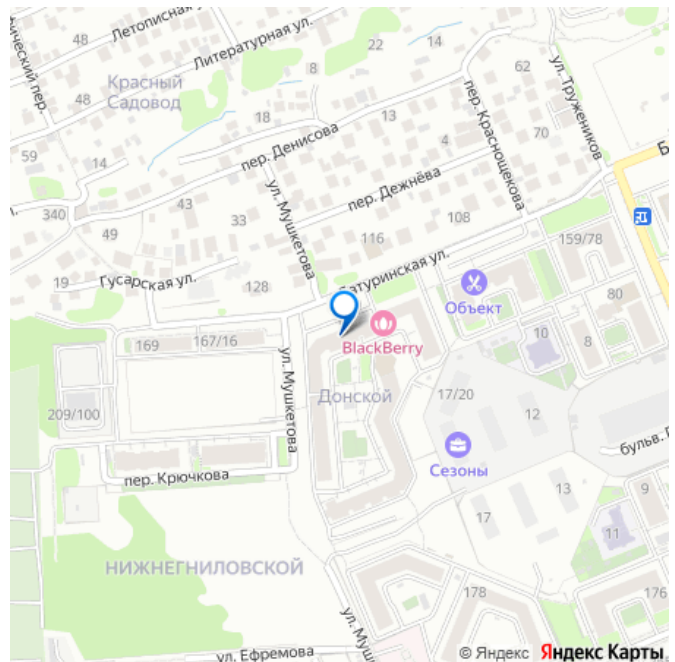 Летописная ул.
Литературная ул.
48
22
14
8
62
Красный
Садовод
48
18
13
пер. Денисова
пер. Краснощекова
ул. Тружеников
59
14
4
70
ул. Мушкетова
пер. Дежнёва
340
43
33
108
49
116
159/78
Батуринская ул.
19
Гусарская ул.
128
Объект
80
BlackBerry
169
167/16
10
8
ул. Мушкетова
Донской
17/20
12
209/100
Сезоны
пер. Крючкова
13
9
17
11
НИЖНЕГНИЛОВСКОЙ
178
176
ул. Ефремова
© Яндекс Яндекс Карты